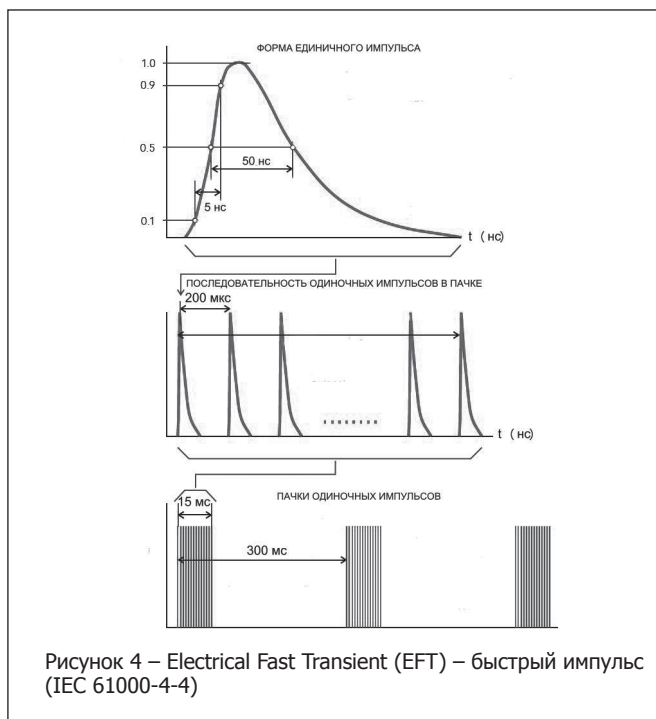 ФОРМА ЕДИНИЧНОГО ИМПУЛЬСА
1.0
0.9
0.5
50 нс
5 нс
0.1
t ( нс)
ПОСЛЕДОВАТЕЛЬНОСТЬ ОДИНОЧНЫХ ИМПУЛЬСОВ В ПАЧКЕ
200 мкс
t ( нс)
ПАЧКИ ОДИНОЧНЫХ ИМПУЛЬСОВ
15 мс
300 мс
Рисунок 4 – Electrical Fast Transient (EFT) – быстрый импульс
(IEC 61000-4-4)